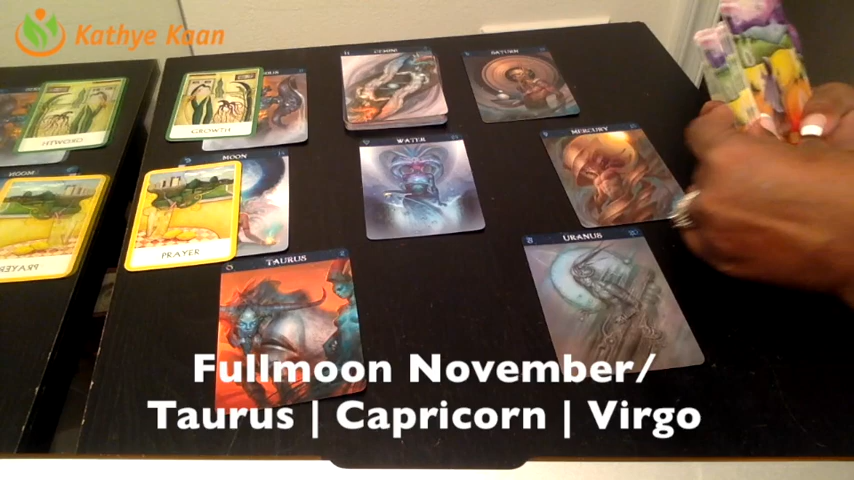 Kathye Kaan
GEMINI
SATURN
GROWTH
WATER
MERCURY
MOON
PRAYER
URANUS
TAURUS
Fullmoon November/
Taurus | Capricorn | Virgo